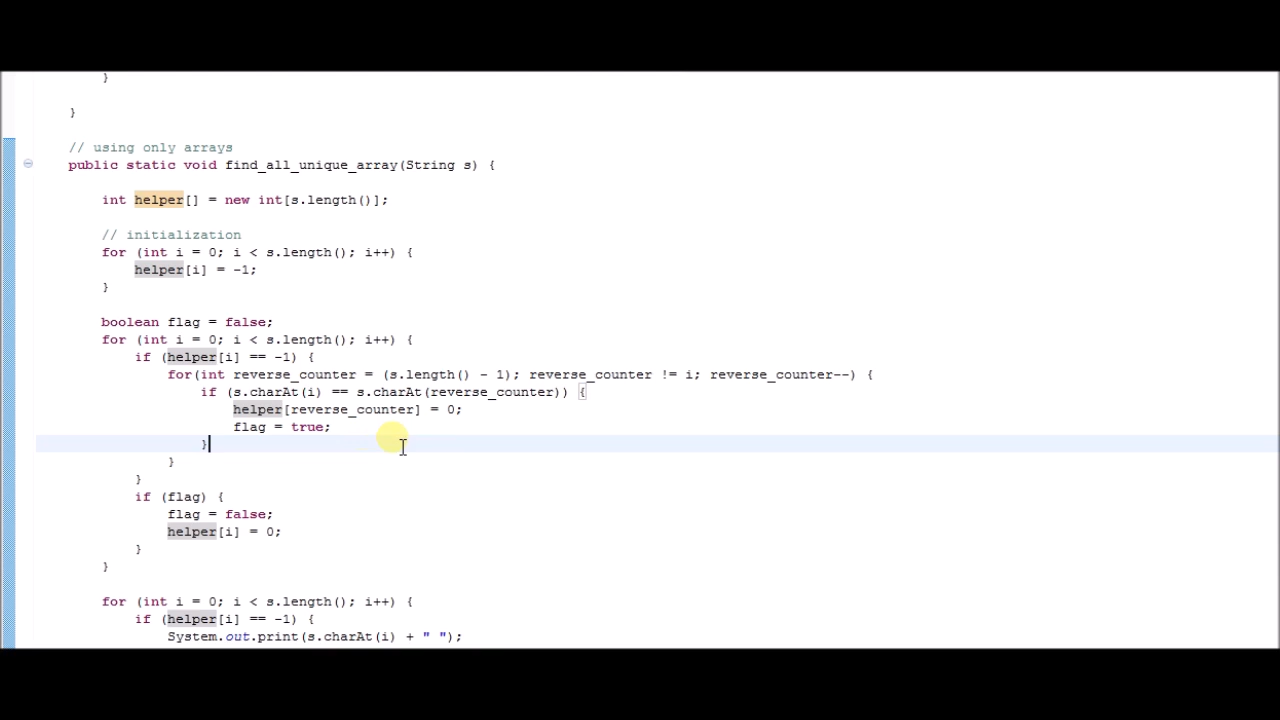 }
}
// using only arrays
public static void find_all_unique_array(String s) {
int helper[] = new int[s.length()];
// initialization
for (int i = 0; i < s.length(); i++) {
helper[i] = -1;
}
boolean flag = false;
for (int i = 0; i < s.length(); i++) {
if (helper[i] == -1) {
for(int reverse_counter = (s.length() - 1); reverse_counter != i; reverse_counter--) {
if (s.charAt(i) == s.charAt(reverse_counter)) {
helper[reverse_counter] = 0;
flag = true;
}
}
}
if (flag) {
flag = false;
helper[i] = 0;
}
}
for (int i = 0; i < s.length(); i++) {
if (helper[i] == -1) {
System.out.print(s.charAt(i) + " ");